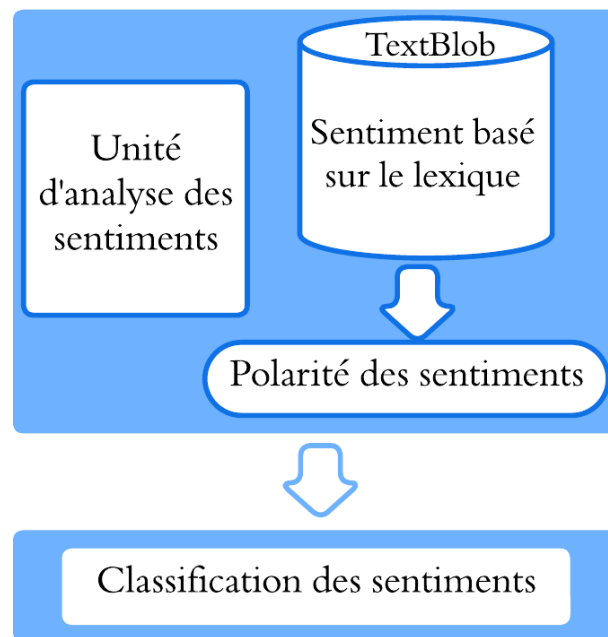 TextBlob
Unité
d'analyse des
sentiments
Sentiment basé
sur le lexique
Polarité des sentiments
Classification des sentiments